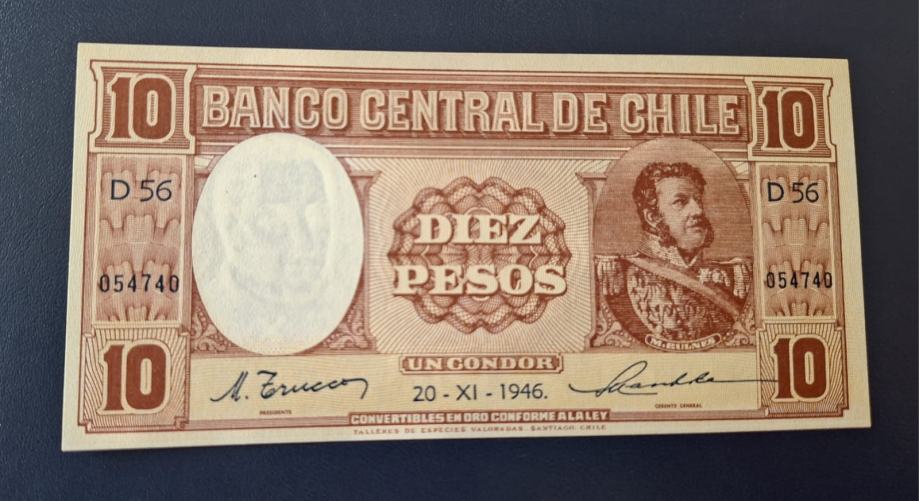 10 BANCO CENTRAL DE CHILE 10
D 56 D 56
DIEZ
PESOS
054740 054740
M. BULNES
10 UN CONDOR 10
M. Trucco 20 - XI - 1946.
PRESIDENTE GERENTE GENERAL
CONVERTIBLES EN ORO CONFORME A LA LEY
TALLERES DE ESPECIES VALORADAS. SANTIAGO. CHILE